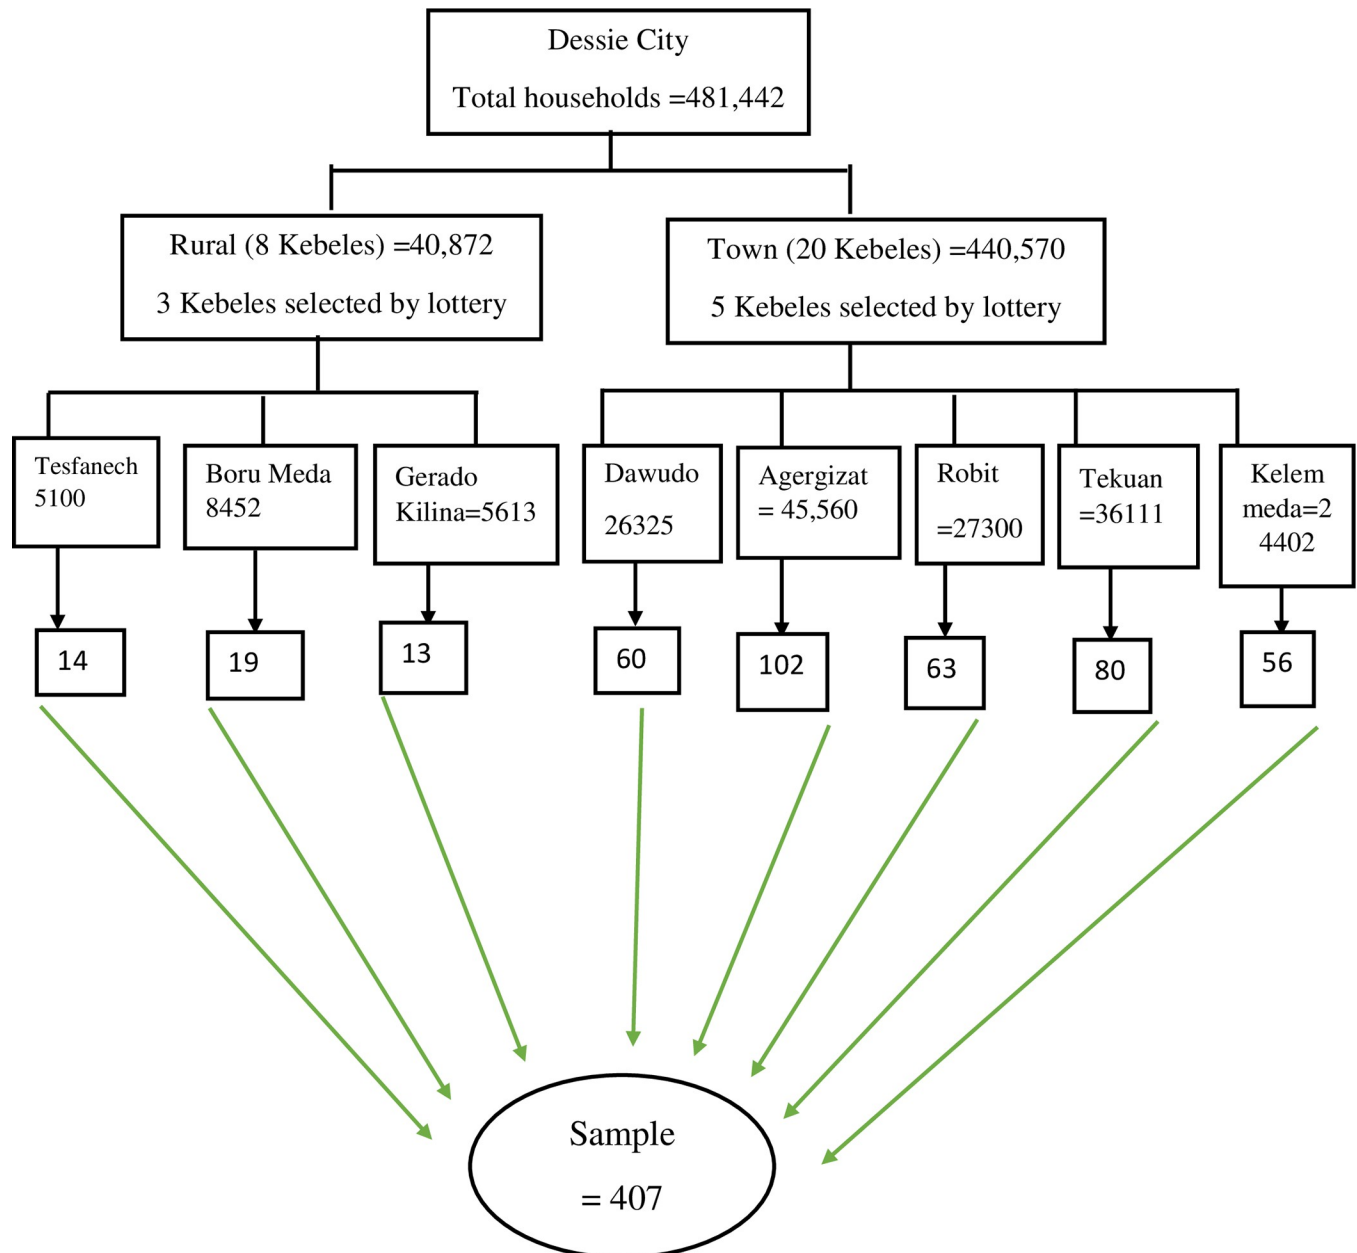 Dessie City
Total households =481,442
Rural (8 Kebeles) =40,872
3 Kebeles selected by lottery
Town (20 Kebeles) =440,570
5 Kebeles selected by lottery
Tesfanech
5100
Boru Meda
8452
Gerado
Kilina=5613
Dawudo
26325
Agergizat
= 45,560
Robit
=27300
Tekuan
=36111
Kelem
meda=2
4402
14
19
13
60
102
63
80
56
Sample
= 407